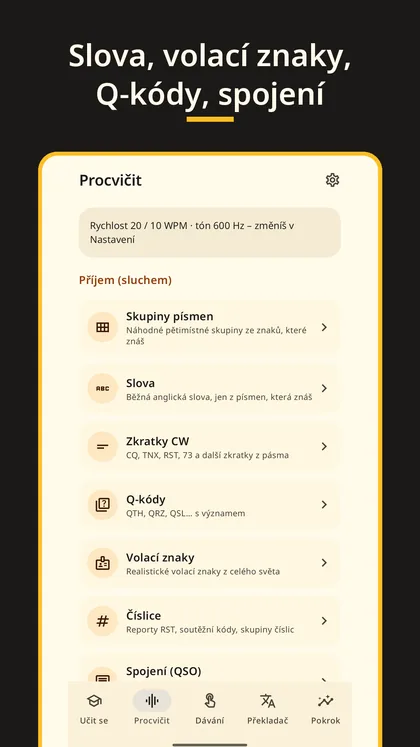 Slova, volací znaky,
Q-kódy, spojení
Procvičit
Rychlost 20 / 10 WPM · tón 600 Hz – změníš v
Nastavení
Příjem (sluchem)
Skupiny písmen
Náhodné pětimístné skupiny ze znaků, které
znáš
ABC
Slova
Běžná anglická slova, jen z písmen, která znáš
Zkratky CW
CQ, TNX, RST, 73 a další zkratky z pásma
Q-kódy
QTH, QRZ, QSL… s významem
Volací znaky
Realistické volací znaky z celého světa
Číslice
Reporty RST, soutěžní kódy, skupiny číslic
Spojení (QSO)
Učit se
Procvičit
Dávání
Překladač
Pokrok